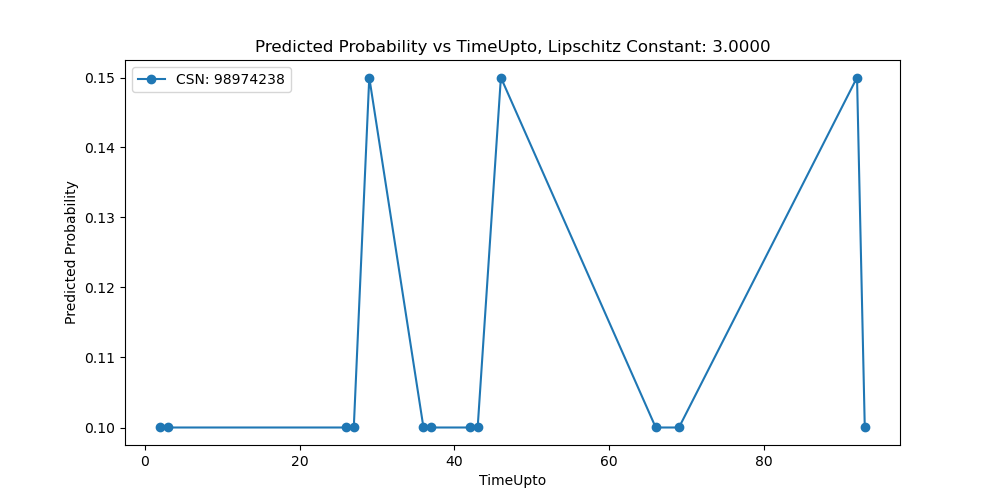 Predicted Probability vs TimeUpto, Lipschitz Constant: 3.0000
CSN: 98974238
0.15
0.14
0.13
0.12
0.11
0.10
Predicted Probability
0 20 40 60 80
TimeUpto